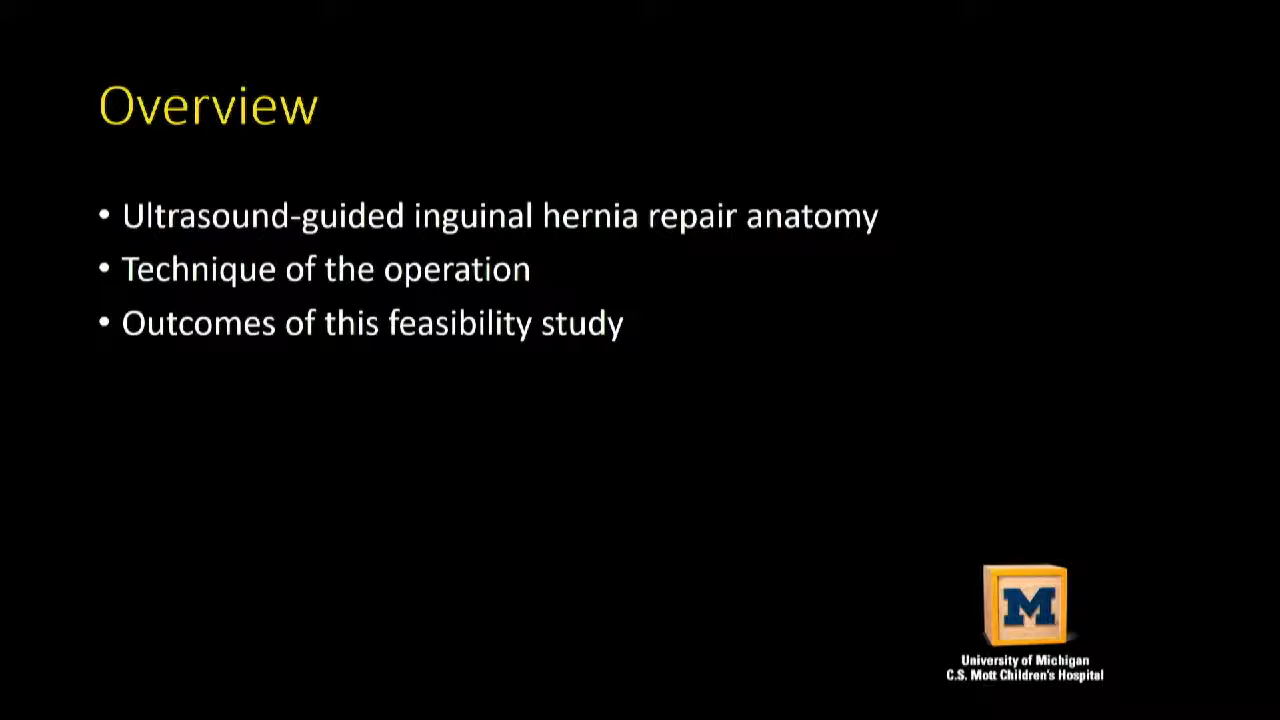 Overview
• Ultrasound-guided inguinal hernia repair anatomy
• Technique of the operation
• Outcomes of this feasibility study
M
University of Michigan
C.S. Mott Children's Hospital